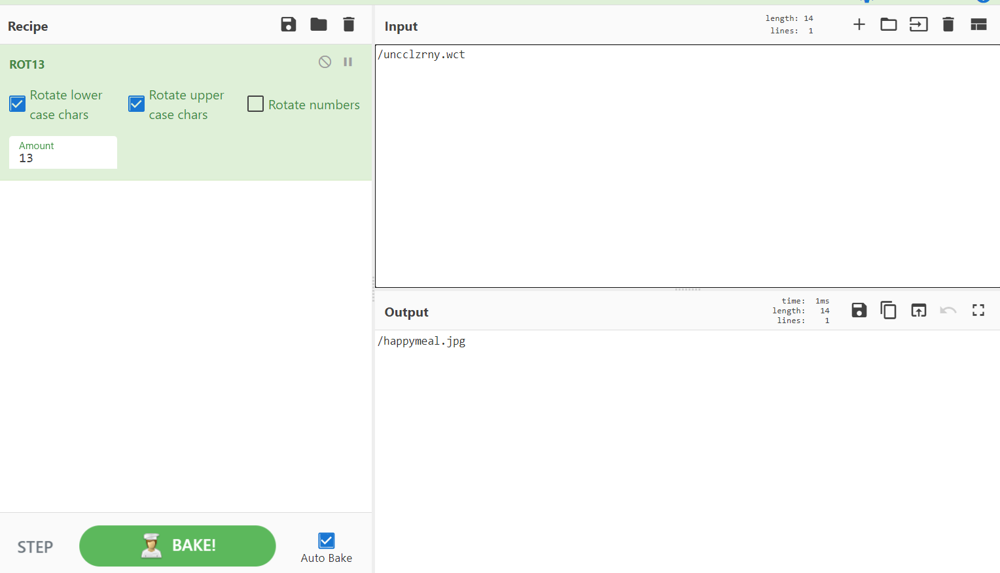 Recipe
ROT13
Rotate lower
case chars
Rotate upper
case chars
Rotate numbers
Amount
13
STEP
BAKE!
Auto Bake
Input
length: 14
lines: 1
/uncclzrny.wct
Output
time: 1ms
length: 14
lines: 1
/happymeal.jpg